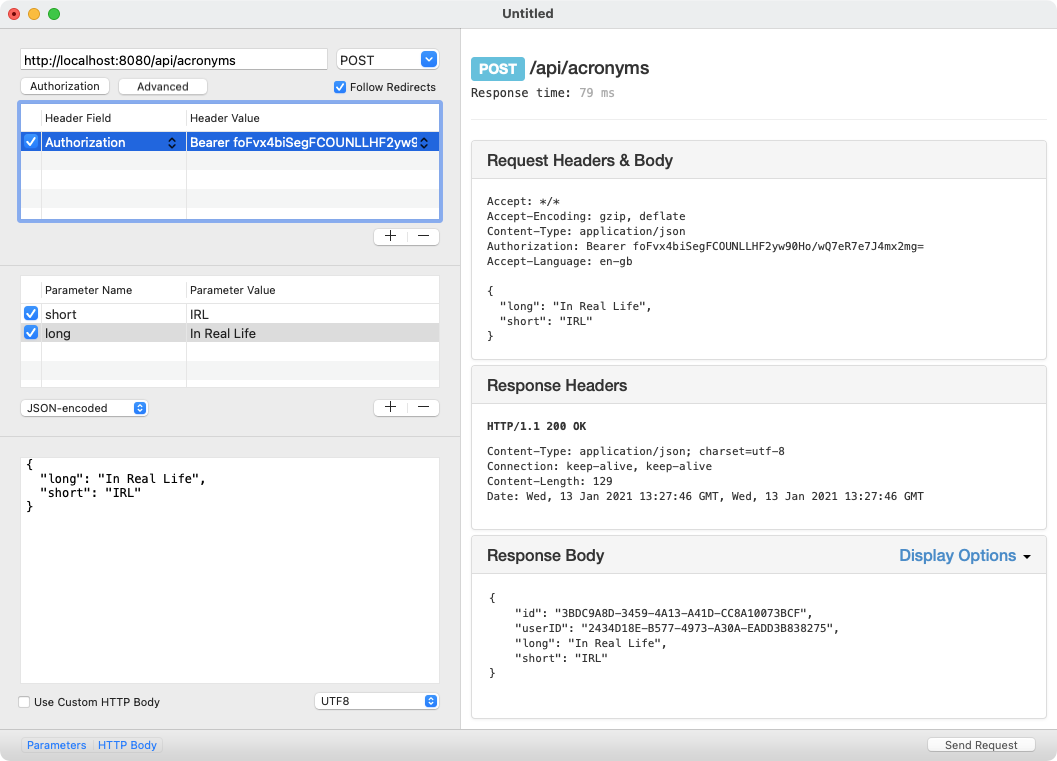 Untitled
http://localhost:8080/api/acronyms
POST
Authorization
Advanced
Follow Redirects
Header Field
Header Value
Authorization
Bearer foFvx4biSegFCOUNLLHF2yw9
Parameter Name
Parameter Value
short
IRL
long
In Real Life
JSON-encoded
{
"long": "In Real Life",
"short": "IRL"
}
Use Custom HTTP Body
UTF8
Parameters
HTTP Body
POST /api/acronyms
Response time: 79 ms
Request Headers & Body
Accept: */*
Accept-Encoding: gzip, deflate
Content-Type: application/json
Authorization: Bearer foFvx4biSegFCOUNLLHF2yw90Ho/wQ7eR7e7J4mx2mg=
Accept-Language: en-gb
{
"long": "In Real Life",
"short": "IRL"
}
Response Headers
HTTP/1.1 200 OK
Content-Type: application/json; charset=utf-8
Connection: keep-alive, keep-alive
Content-Length: 129
Date: Wed, 13 Jan 2021 13:27:46 GMT, Wed, 13 Jan 2021 13:27:46 GMT
Response Body
Display Options
{
"id": "3BDC9A8D-3459-4A13-A41D-CC8A10073BCF",
"userID": "2434D18E-B577-4973-A30A-EADD3B838275",
"long": "In Real Life",
"short": "IRL"
}
Send Request